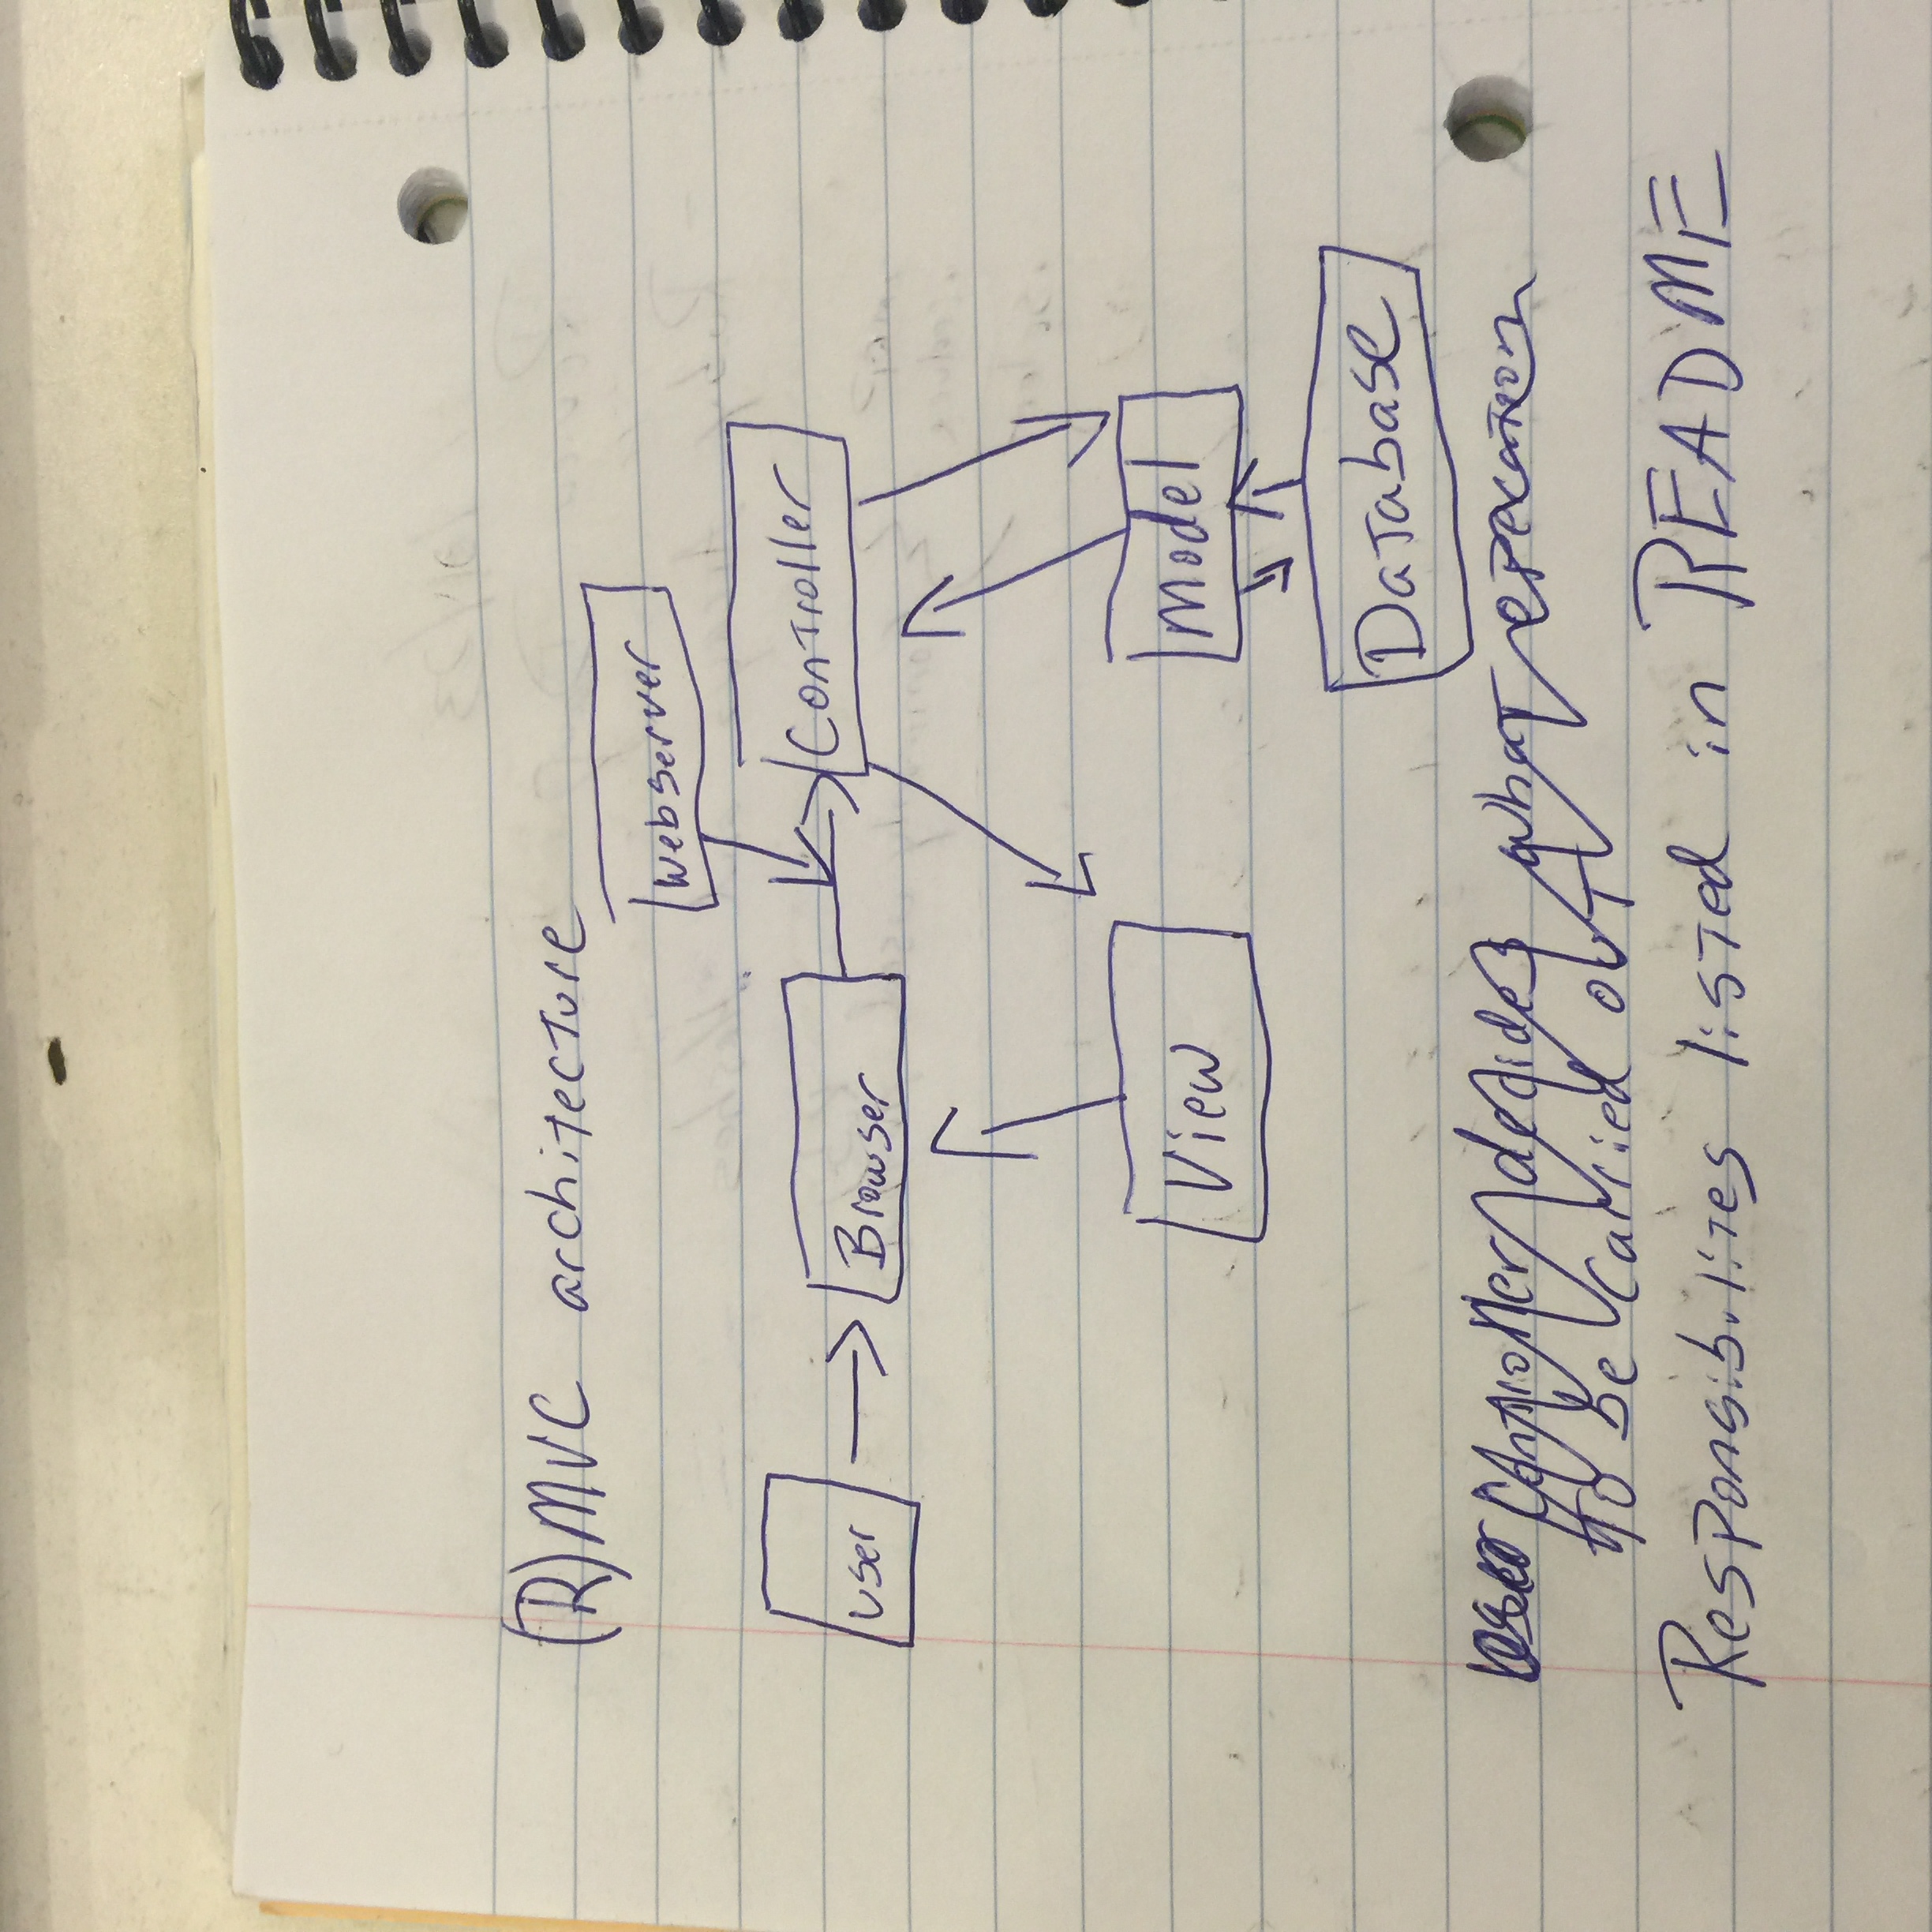 (R)MVC architecture
Webserver
User
Browser
Controller
View
Model
Database
Controller decides what operation
to be carried out
Responsibilites listed in README